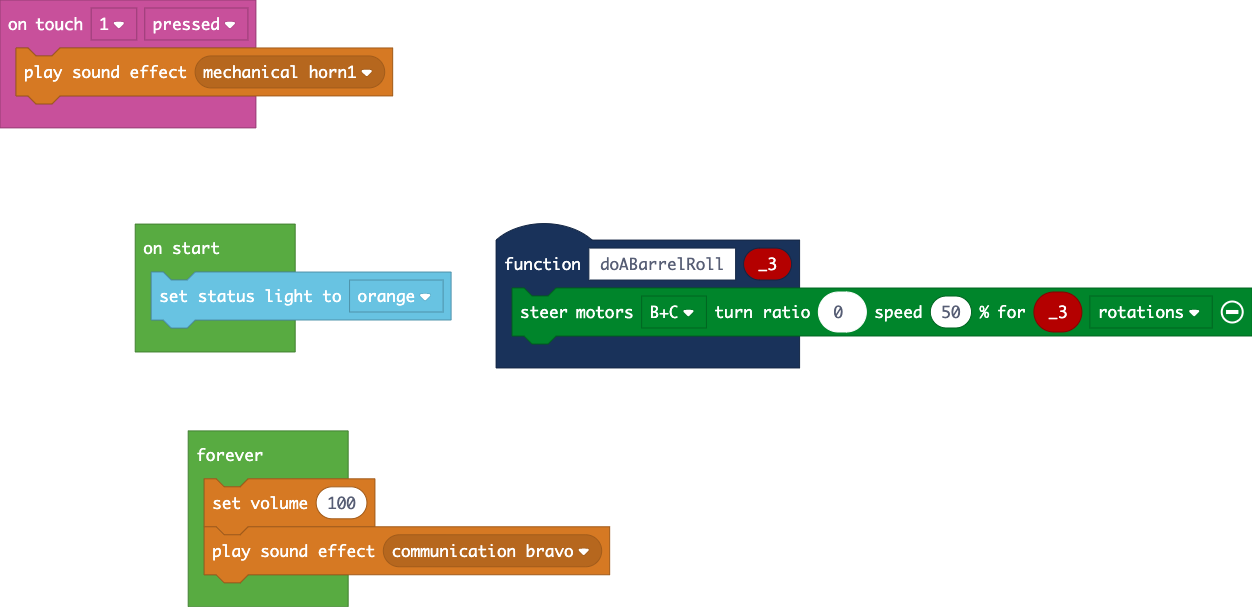 on touch 1 pressed
play sound effect mechanical horn1
on start
set status light to orange
function doABarrelRoll _3
steer motors B+C turn ratio 0 speed 50 % for _3 rotations
forever
set volume 100
play sound effect communication bravo